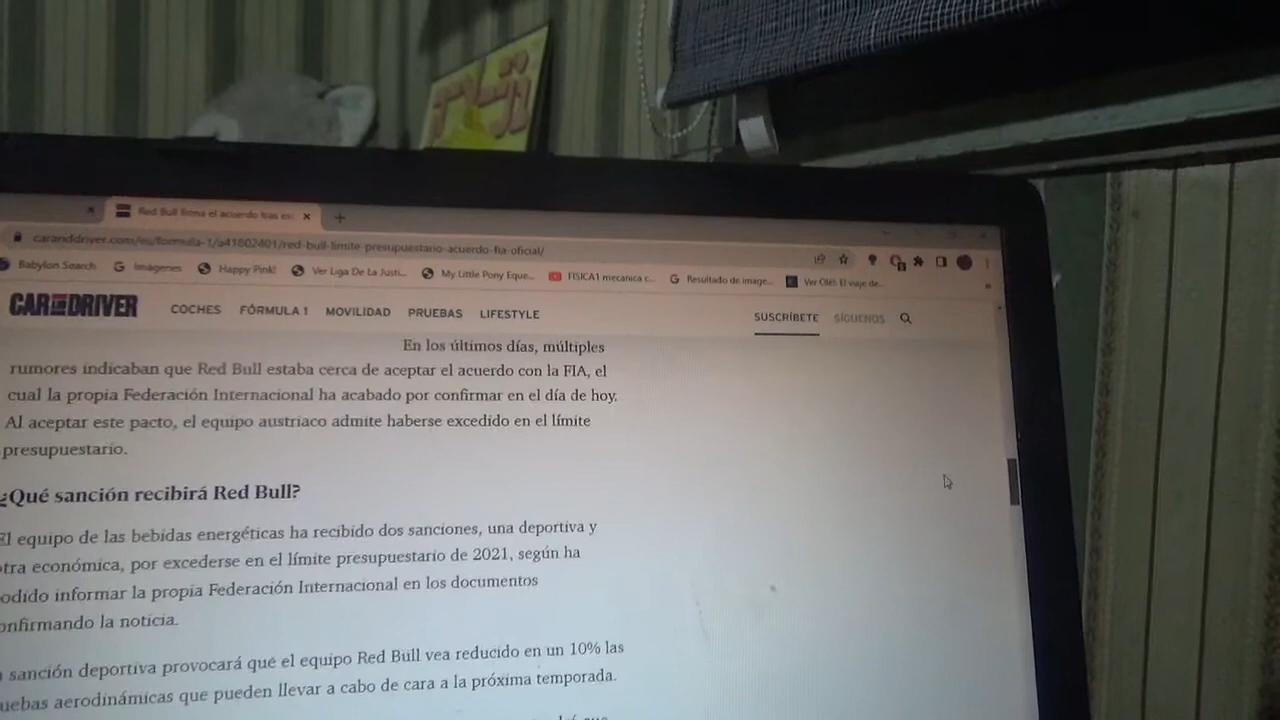 Red Bull firma el acuerdo tras
caranddriver.com/es/formula-1/a41802401/red-bull-limite-presupuestario-acuerdo-fia-oficial/
Babylon Search Imágenes Happy Pink! Ver Liga De La Justi... My Little Pony Eque... FISICA1 mecanica c... Resultado de image... Ver Olé: El viaje de...
CAR AND DRIVER COCHES FÓRMULA 1 MOVILIDAD PRUEBAS LIFESTYLE SUSCRÍBETE SÍGUENOS
En los últimos días, múltiples
rumores indicaban que Red Bull estaba cerca de aceptar el acuerdo con la FIA, el
cual la propia Federación Internacional ha acabado por confirmar en el día de hoy.
Al aceptar este pacto, el equipo austriaco admite haberse excedido en el límite
presupuestario.
¿Qué sanción recibirá Red Bull?
El equipo de las bebidas energéticas ha recibido dos sanciones, una deportiva y
otra económica, por excederse en el límite presupuestario de 2021, según ha
odido informar la propia Federación Internacional en los documentos
onfirmando la noticia.
sanción deportiva provocará que el equipo Red Bull vea reducido en un 10% las
uebas aerodinámicas que pueden llevar a cabo de cara a la próxima temporada.